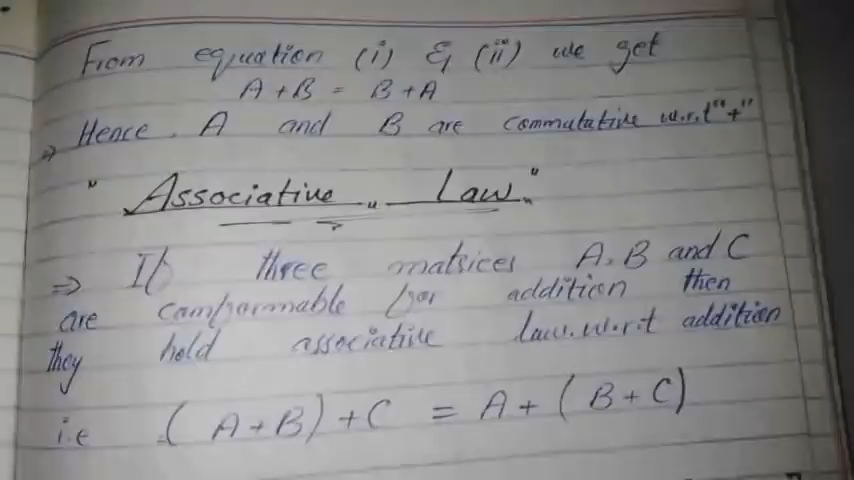 From equation (i) & (ii) we get
A + B = B + A
⇒ Hence, A and B are commutative w.r.t "+"
"Associative Law."
⇒ If three matrices A, B and C
are comformable for addition then
they hold associative law. w.r.t addition
i.e (A + B) + C = A + (B + C)